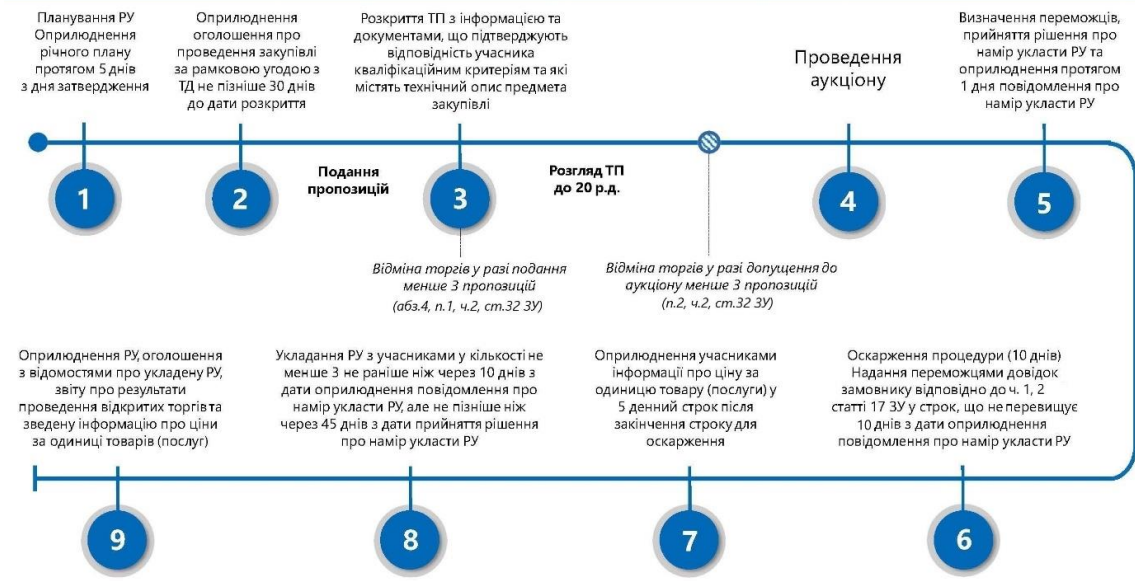 Планування РУ
Оприлюднення
річного плану
протягом 5 днів
з дня затвердження
Оприлюднення
оголошення про
проведення закупівлі
за рамковою угодою з
ТД не пізніше 30 днів
до дати розкриття
Розкриття ТП з інформацією та
документами, що підтверджують
відповідність учасника
кваліфікаційним критеріям та які
містять технічний опис предмета
закупівлі
Проведення
аукціону
Визначення переможців,
прийняття рішення про
намір укласти РУ та
оприлюднення протягом
1 дня повідомлення про
намір укласти РУ
1
2
Подання
пропозицій
3
Розгляд ТП
до 20 р.д.
4
5
Відміна торгів у разі подання
менше 3 пропозицій
(абз.4, п.1, ч.2, ст.32 ЗУ)
Відміна торгів у разі допущення до
аукціону менше 3 пропозицій
(п.2, ч.2, ст.32 ЗУ)
Оприлюднення РУ, оголошення
з відомостями про укладену РУ,
звіту про результати
проведення відкритих торгів та
зведену інформацію про ціни
за одиниці товарів (послуг)
Укладання РУ з учасниками у кількості не
менше 3 не раніше ніж через 10 днів з
дати оприлюднення повідомлення про
намір укласти РУ, але не пізніше ніж
через 45 днів з дати прийняття рішення
про намір укласти РУ
Оприлюднення учасниками
інформації про ціну за
одиницю товару (послуги) у
5 денний строк після
закінчення строку для
оскарження
Оскарження процедури (10 днів)
Надання переможцями довідок
замовнику відповідно до ч. 1, 2
статті 17 ЗУ у строк, що не перевищує
10 днів з дати оприлюднення
повідомлення про намір укласти РУ
9
8
7
6